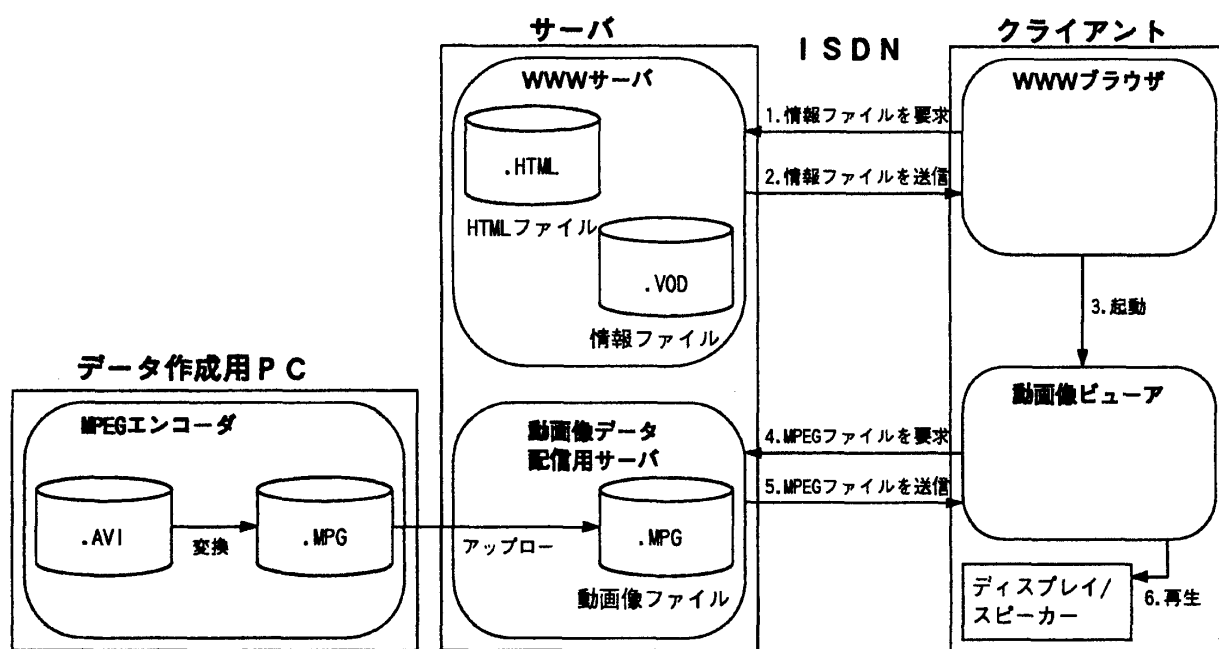 サーバ
ISDN
クライアント
WWWサーバ
.HTML
HTMLファイル
.VOD
情報ファイル
1.情報ファイルを要求
2.情報ファイルを送信
WWWブラウザ
3.起動
データ作成用PC
MPEGエンコーダ
.AVI
変換
.MPG
アップロー
動画像データ
配信用サーバ
.MPG
動画像ファイル
4.MPEGファイルを要求
5.MPEGファイルを送信
動画像ビューア
ディスプレイ/
スピーカー
6.再生